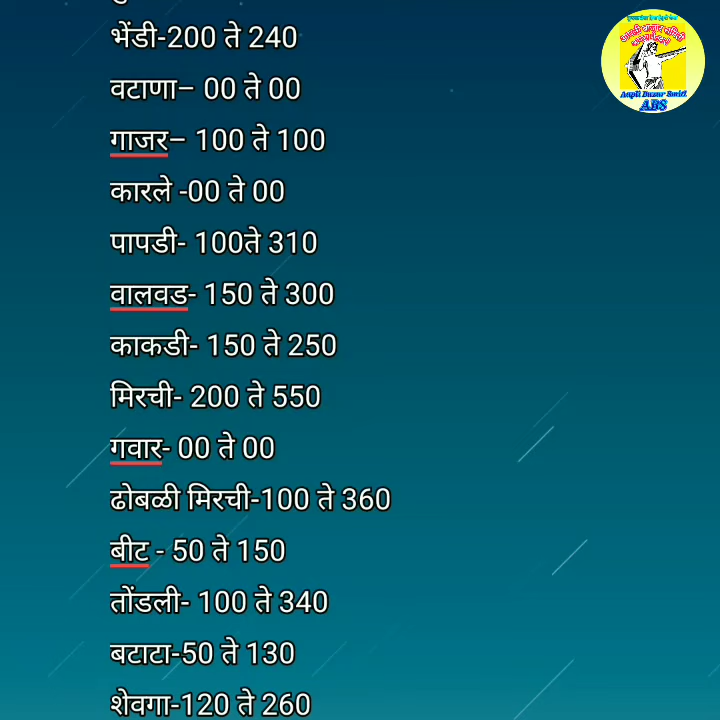 भेंडी-200 ते 240
वटाणा– 00 ते 00
गाजर– 100 ते 100
कारले -00 ते 00
पापडी- 100ते 310
वालवड- 150 ते 300
काकडी- 150 ते 250
मिरची- 200 ते 550
गवार- 00 ते 00
ढोबळी मिरची-100 ते 360
बीट - 50 ते 150
तोंडली- 100 ते 340
बटाटा-50 ते 130
शेवगा-120 ते 260
Aapli Bazar Samiti
ABS